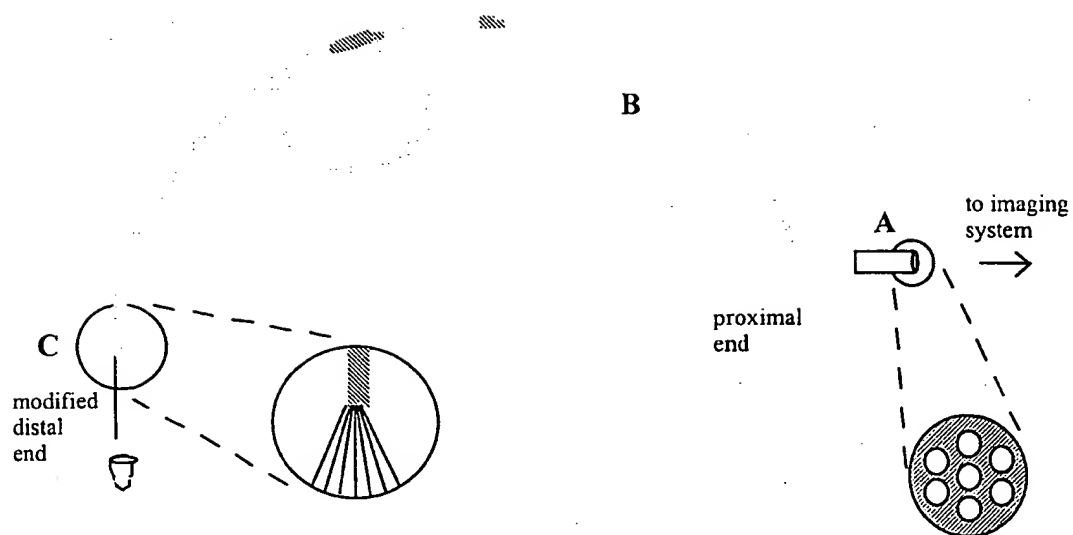 B
to imaging
system
A
proximal
end
C
modified
distal
end